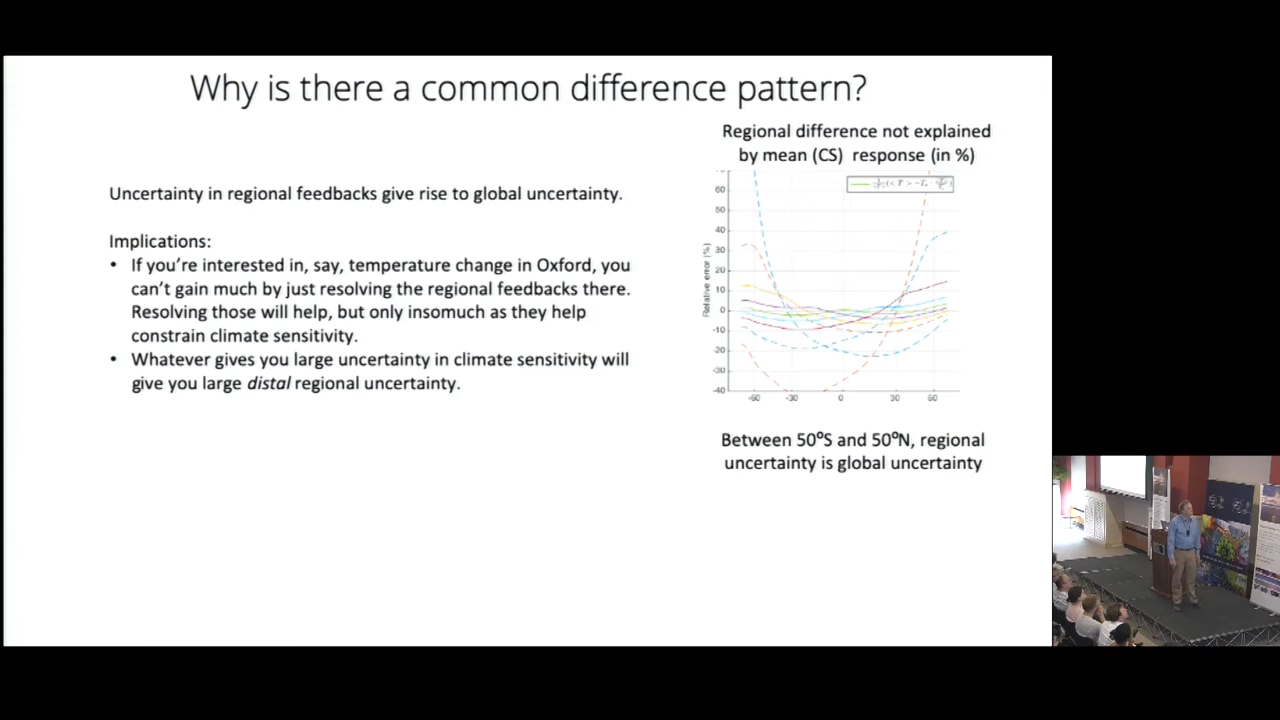 Why is there a common difference pattern?
Regional difference not explained
by mean (CS) response (in %)
Uncertainty in regional feedbacks give rise to global uncertainty.
Implications:
• If you're interested in, say, temperature change in Oxford, you
can't gain much by just resolving the regional feedbacks there.
Resolving those will help, but only insomuch as they help
constrain climate sensitivity.
• Whatever gives you large uncertainty in climate sensitivity will
give you large distal regional uncertainty.
Relative error (%)
60
50
40
30
20
10
0
-10
-20
-30
-40
-60 -30 0 30 60
Between 50⁰S and 50⁰N, regional
uncertainty is global uncertainty